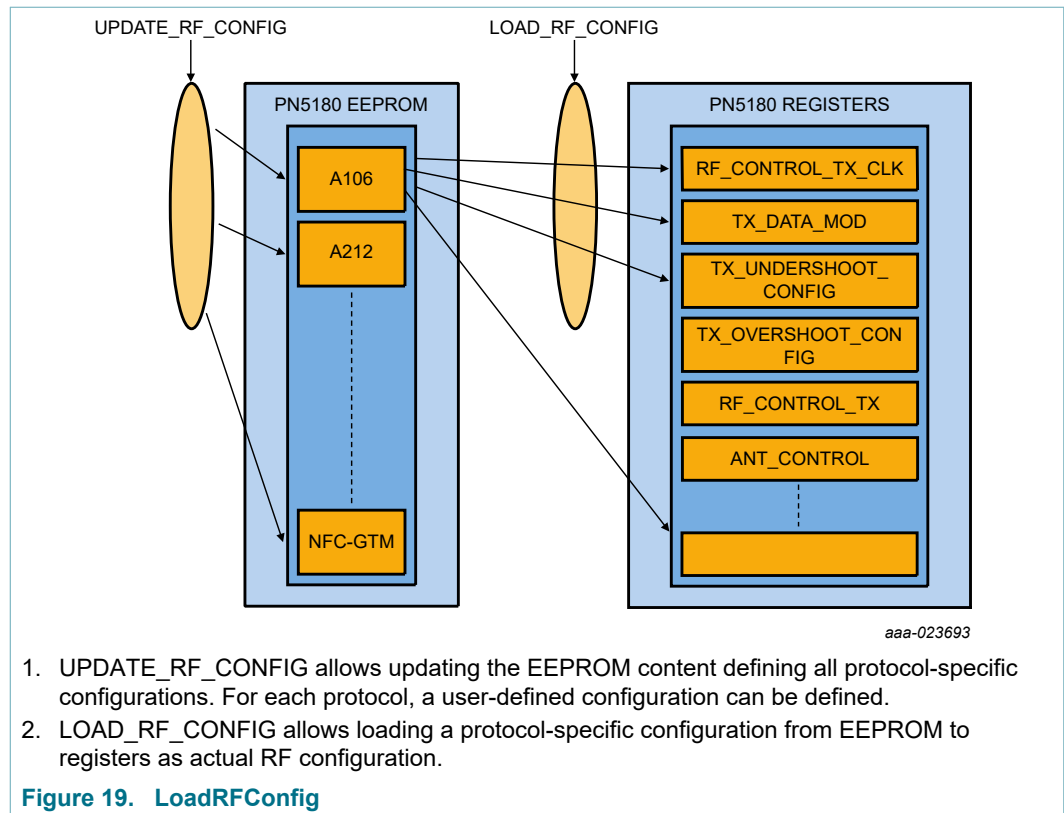 UPDATE_RF_CONFIG
LOAD_RF_CONFIG
PN5180 EEPROM
A106
A212
NFC-GTM
PN5180 REGISTERS
RF_CONTROL_TX_CLK
TX_DATA_MOD
TX_UNDERSHOOT_
CONFIG
TX_OVERSHOOT_CON
FIG
RF_CONTROL_TX
ANT_CONTROL
aaa-023693
1. UPDATE_RF_CONFIG allows updating the EEPROM content defining all protocol-specific
configurations. For each protocol, a user-defined configuration can be defined.
2. LOAD_RF_CONFIG allows loading a protocol-specific configuration from EEPROM to
registers as actual RF configuration.
Figure 19. LoadRFConfig